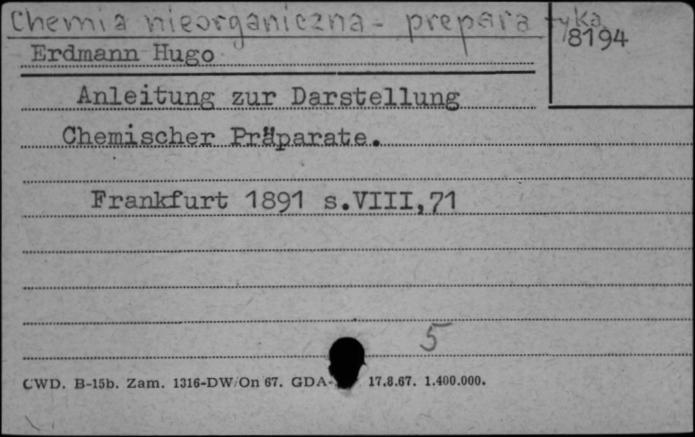 Chemia nieorganiczna - preparatyka
8194
Erdmann Hugo
Anleitung zur Darstellung
Chemischer Präparate.
Frankfurt 1891 s.VIII,71
5
CWD. B-15b. Zam. 1316-DW/On 67. GDA- 17.8.67. 1.400.000.